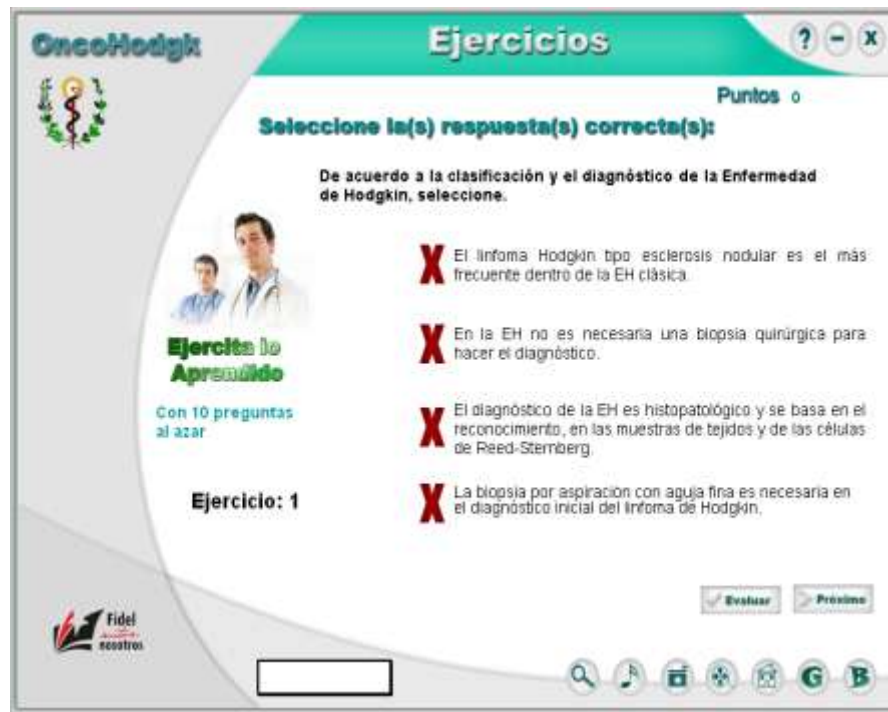 OncoHodgk
Ejercicios
? - X
Puntos 0
Seleccione la(s) respuesta(s) correcta(s):
De acuerdo a la clasificación y el diagnóstico de la Enfermedad
de Hodgkin, seleccione.
X El linfoma Hodgkin tipo esclerosis nodular es el más
frecuente dentro de la EH clásica.
X En la EH no es necesaria una biopsia quirúrgica para
hacer el diagnóstico.
X El diagnóstico de la EH es histopatológico y se basa en el
reconocimiento, en las muestras de tejidos y de las células
de Reed-Sternberg.
X La biopsia por aspiración con aguja fina es necesaria en
el diagnóstico inicial del linfoma de Hodgkin.
Ejercita lo
Aprendido
Con 10 preguntas
al azar
Ejercicio: 1
Evaluar
Próximo
Fidel
nosotros
G B